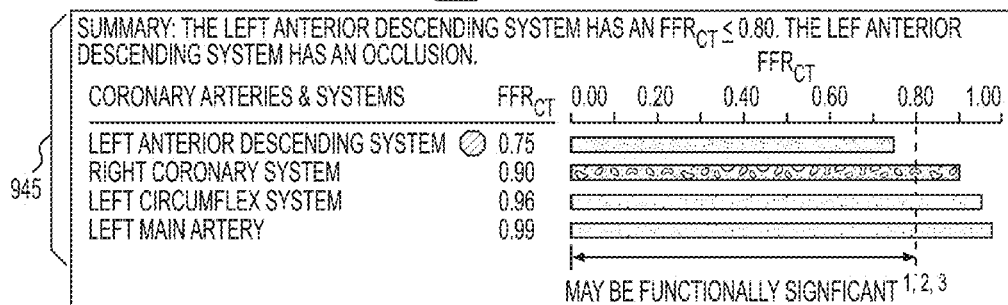 SUMMARY: THE LEFT ANTERIOR DESCENDING SYSTEM HAS AN FFRCT ≤ 0.80. THE LEF ANTERIOR
DESCENDING SYSTEM HAS AN OCCLUSION.
FFRCT
CORONARY ARTERIES & SYSTEMS FFRCT 0.00 0.20 0.40 0.60 0.80 1.00
LEFT ANTERIOR DESCENDING SYSTEM 0.75
RIGHT CORONARY SYSTEM 0.90
945
LEFT CIRCUMFLEX SYSTEM 0.96
LEFT MAIN ARTERY 0.99
MAY BE FUNCTIONALLY SIGNFICANT 1, 2, 3